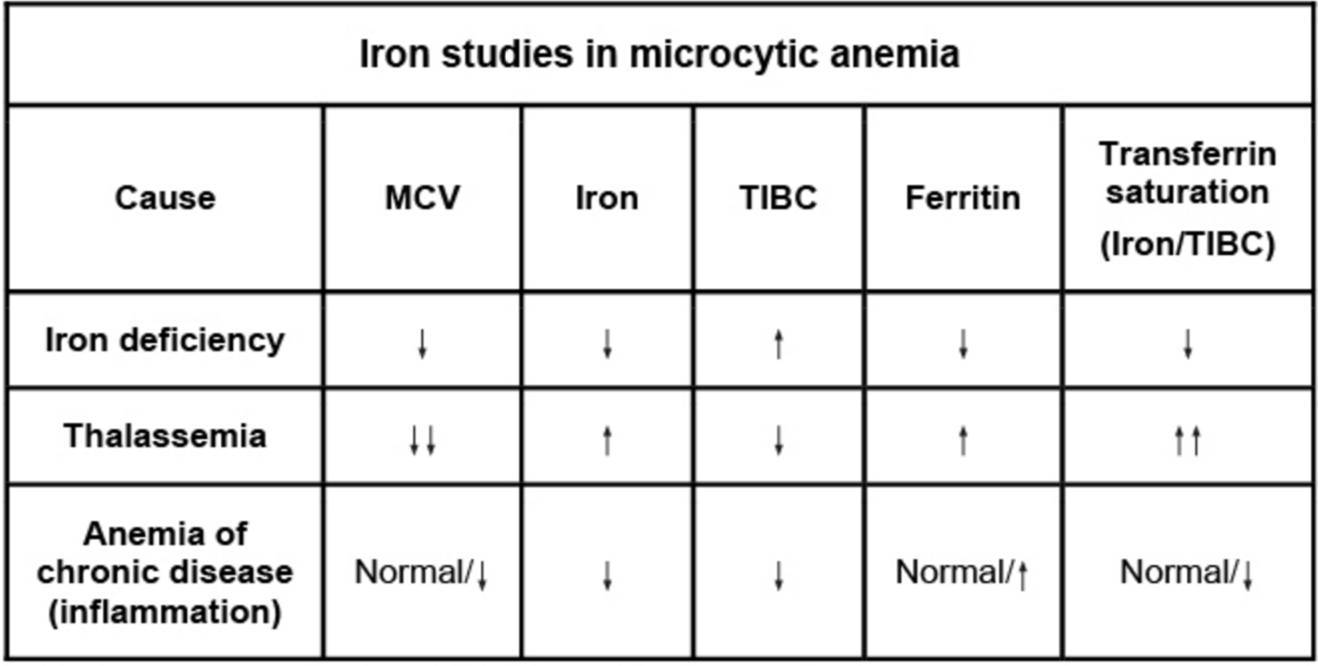 Iron studies in microcytic anemia
Cause
MCV
Iron
TIBC
Ferritin
Transferrin
saturation
(Iron/TIBC)
Iron deficiency
↓
↓
↑
↓
↓
Thalassemia
↓↓
↑
↓
↑
↑↑
Anemia of
chronic disease
(inflammation)
Normal/↓
↓
↓
Normal/↑
Normal/↓